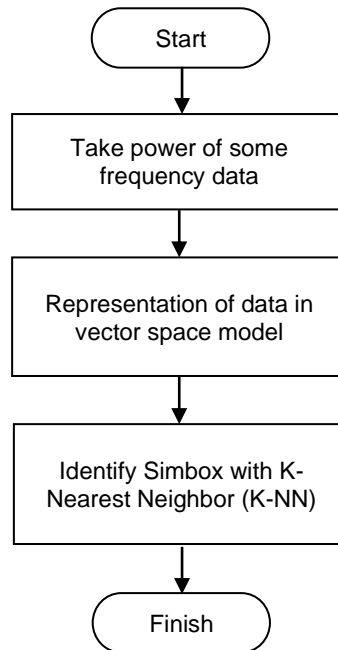 Start
Take power of some
frequency data
Representation of data in
vector space model
Identify Simbox with K-
Nearest Neighbor (K-NN)
Finish